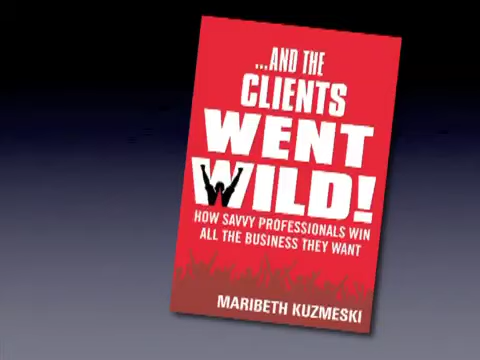 ...AND THE
CLIENTS
WENT
WILD!
HOW SAVVY PROFESSIONALS WIN
ALL THE BUSINESS THEY WANT
MARIBETH KUZMESKI